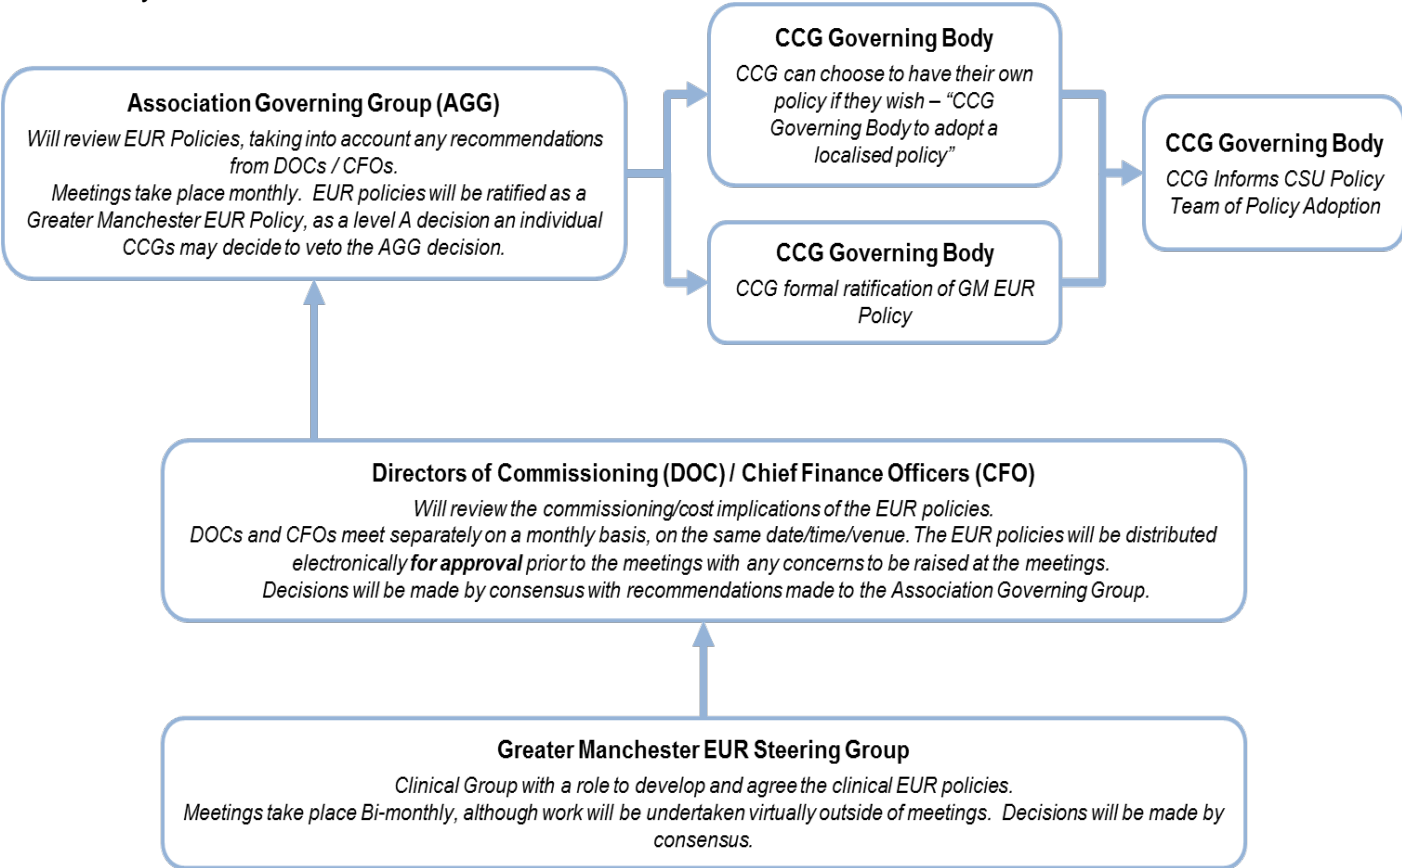 Association Governing Group (AGG)
Will review EUR Policies, taking into account any recommendations
from DOCs / CFOs.
Meetings take place monthly. EUR policies will be ratified as a
Greater Manchester EUR Policy, as a level A decision an individual
CCGs may decide to veto the AGG decision.
CCG Governing Body
CCG can choose to have their own
policy if they wish – “CCG
Governing Body to adopt a
localised policy”
CCG Governing Body
CCG formal ratification of GM EUR
Policy
CCG Governing Body
CCG Informs CSU Policy
Team of Policy Adoption
Directors of Commissioning (DOC) / Chief Finance Officers (CFO)
Will review the commissioning/cost implications of the EUR policies.
DOCs and CFOs meet separately on a monthly basis, on the same date/time/venue. The EUR policies will be distributed
electronically for approval prior to the meetings with any concerns to be raised at the meetings.
Decisions will be made by consensus with recommendations made to the Association Governing Group.
Greater Manchester EUR Steering Group
Clinical Group with a role to develop and agree the clinical EUR policies.
Meetings take place Bi-monthly, although work will be undertaken virtually outside of meetings. Decisions will be made by
consensus.